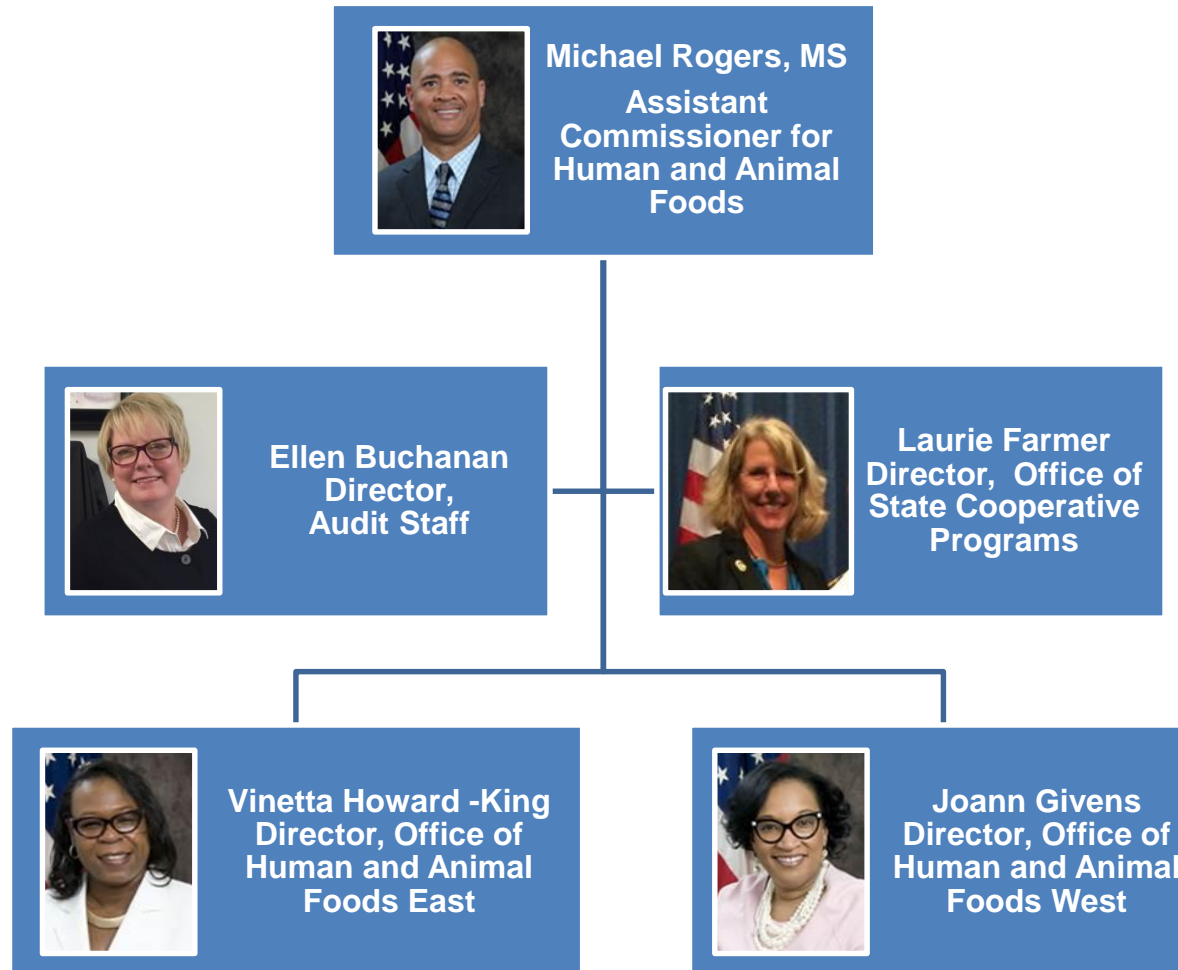 Michael Rogers, MS
Assistant
Commissioner for
Human and Animal
Foods
Ellen Buchanan
Director,
Audit Staff
Laurie Farmer
Director, Office of
State Cooperative
Programs
Vinetta Howard -King
Director, Office of
Human and Animal
Foods East
Joann Givens
Director, Office of
Human and Animal
Foods West